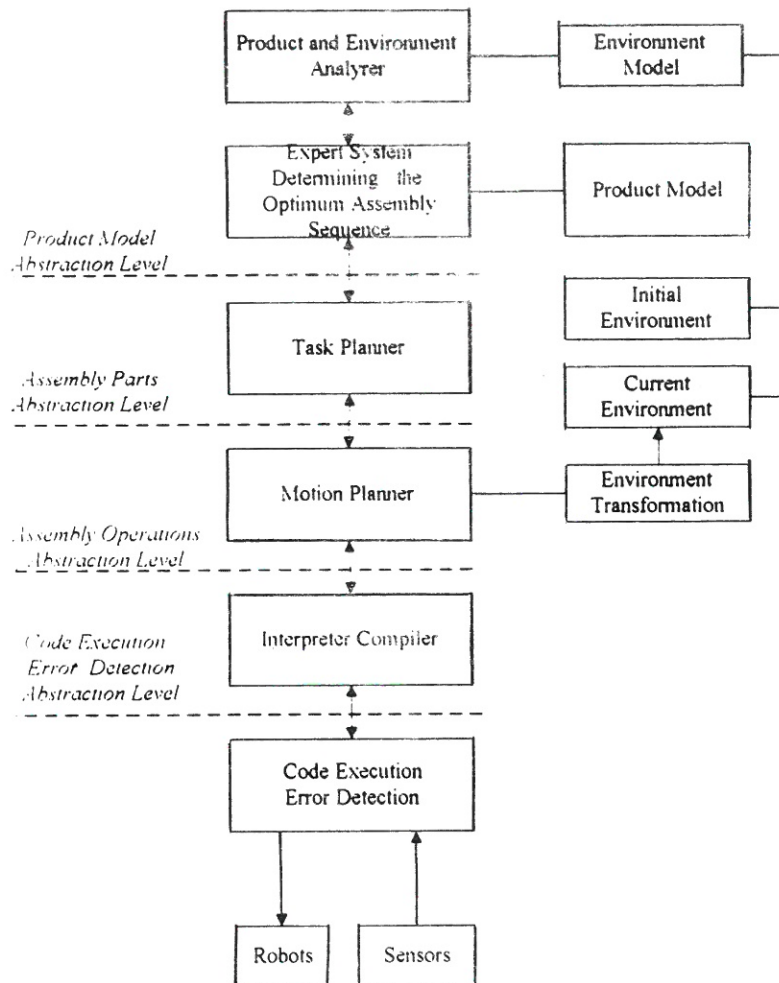 Product and Environment
Analyrer
Environment
Model
Expert System
Determining the
Optimum Assembly
Sequence
Product Model
Product Model
Abstraction Level
Initial
Environment
Task Planner
Assembly Parts
Abstraction Level
Current
Environment
Motion Planner
Environment
Transformation
Assembly Operations
Abstraction Level
Interpreter Compiler
Code Execution
Error Detection
Abstraction Level
Code Execution
Error Detection
Robots
Sensors